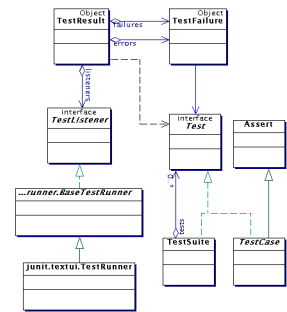 Object
TestResult
Object
TestFailure
failures
errors
listeners
interface
TestListener
interface
Test
Assert
...runner.BaseTestRunner
tests
TestSuite
TestCase
junit.textui.TestRunner